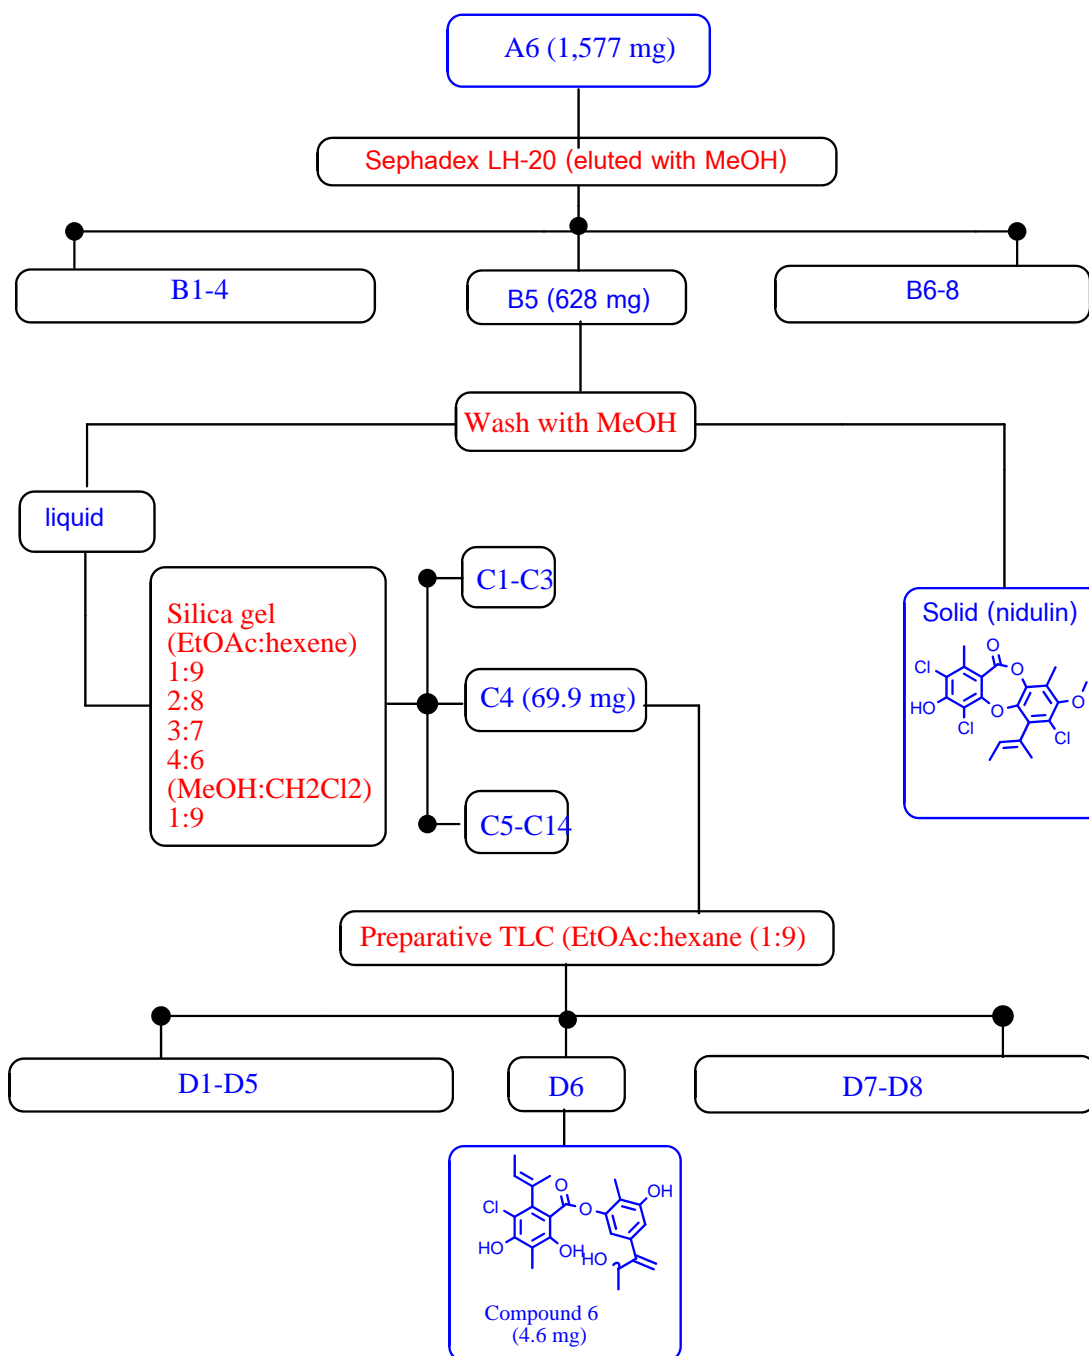 A6 (1,577 mg)
Sephadex LH-20 (eluted with MeOH)
B1-4
B5 (628 mg)
B6-8
Wash with MeOH
liquid
Silica gel
(EtOAc:hexene)
1:9
2:8
3:7
4:6
(MeOH:CH2Cl2)
1:9
C1-C3
C4 (69.9 mg)
C5-C14
Solid (nidulin)
O
Cl
O
HO
O
O
Cl
Cl
Preparative TLC (EtOAc:hexane (1:9)
D1-D5
D6
D7-D8
O
OH
Cl
O
HO
OH
HO
Compound 6
(4.6 mg)